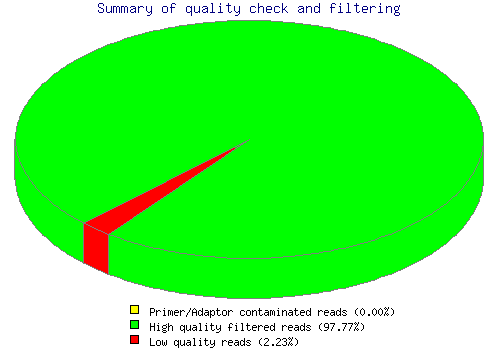 Summary of quality check and filtering
Primer/Adaptor contaminated reads (0.00%)
High quality filtered reads (97.77%)
Low quality reads (2.23%)